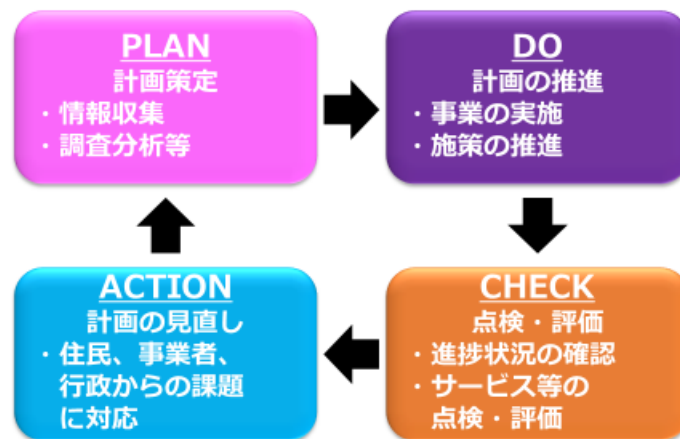 PLAN
計画策定
・情報収集
・調査分析等
DO
計画の推進
・事業の実施
・施策の推進
ACTION
計画の見直し
・住民、事業者、
行政からの課題
に対応
CHECK
点検・評価
・進捗状況の確認
・サービス等の
点検・評価